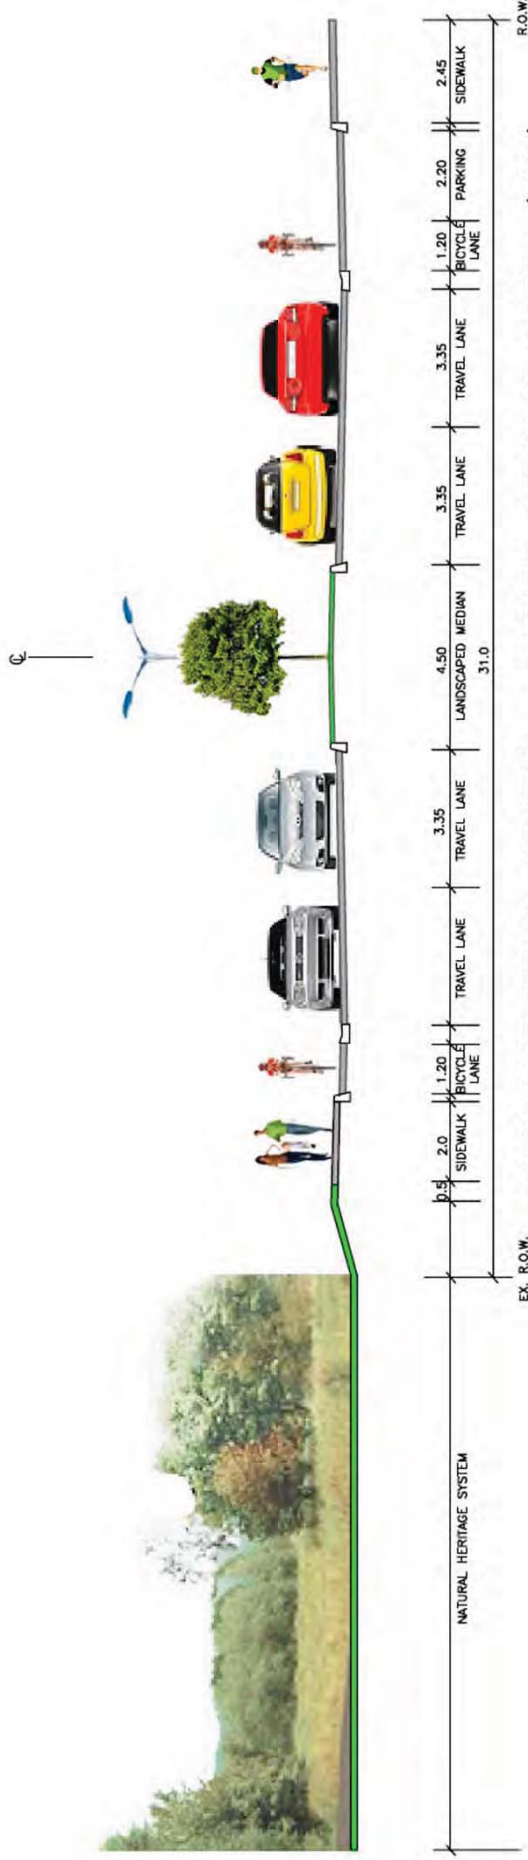 ℄
0.5
2.0
1.20
3.35
4.50
3.35
3.35
1.20
2.20
2.45
NATURAL HERITAGE SYSTEM
SIDEWALK
BICYCLE
LANE
TRAVEL LANE
TRAVEL LANE
LANDSCAPED MEDIAN
TRAVEL LANE
TRAVEL LANE
BICYCLE
LANE
PARKING
SIDEWALK
31.0
EX. R.O.W.
R.O.W.